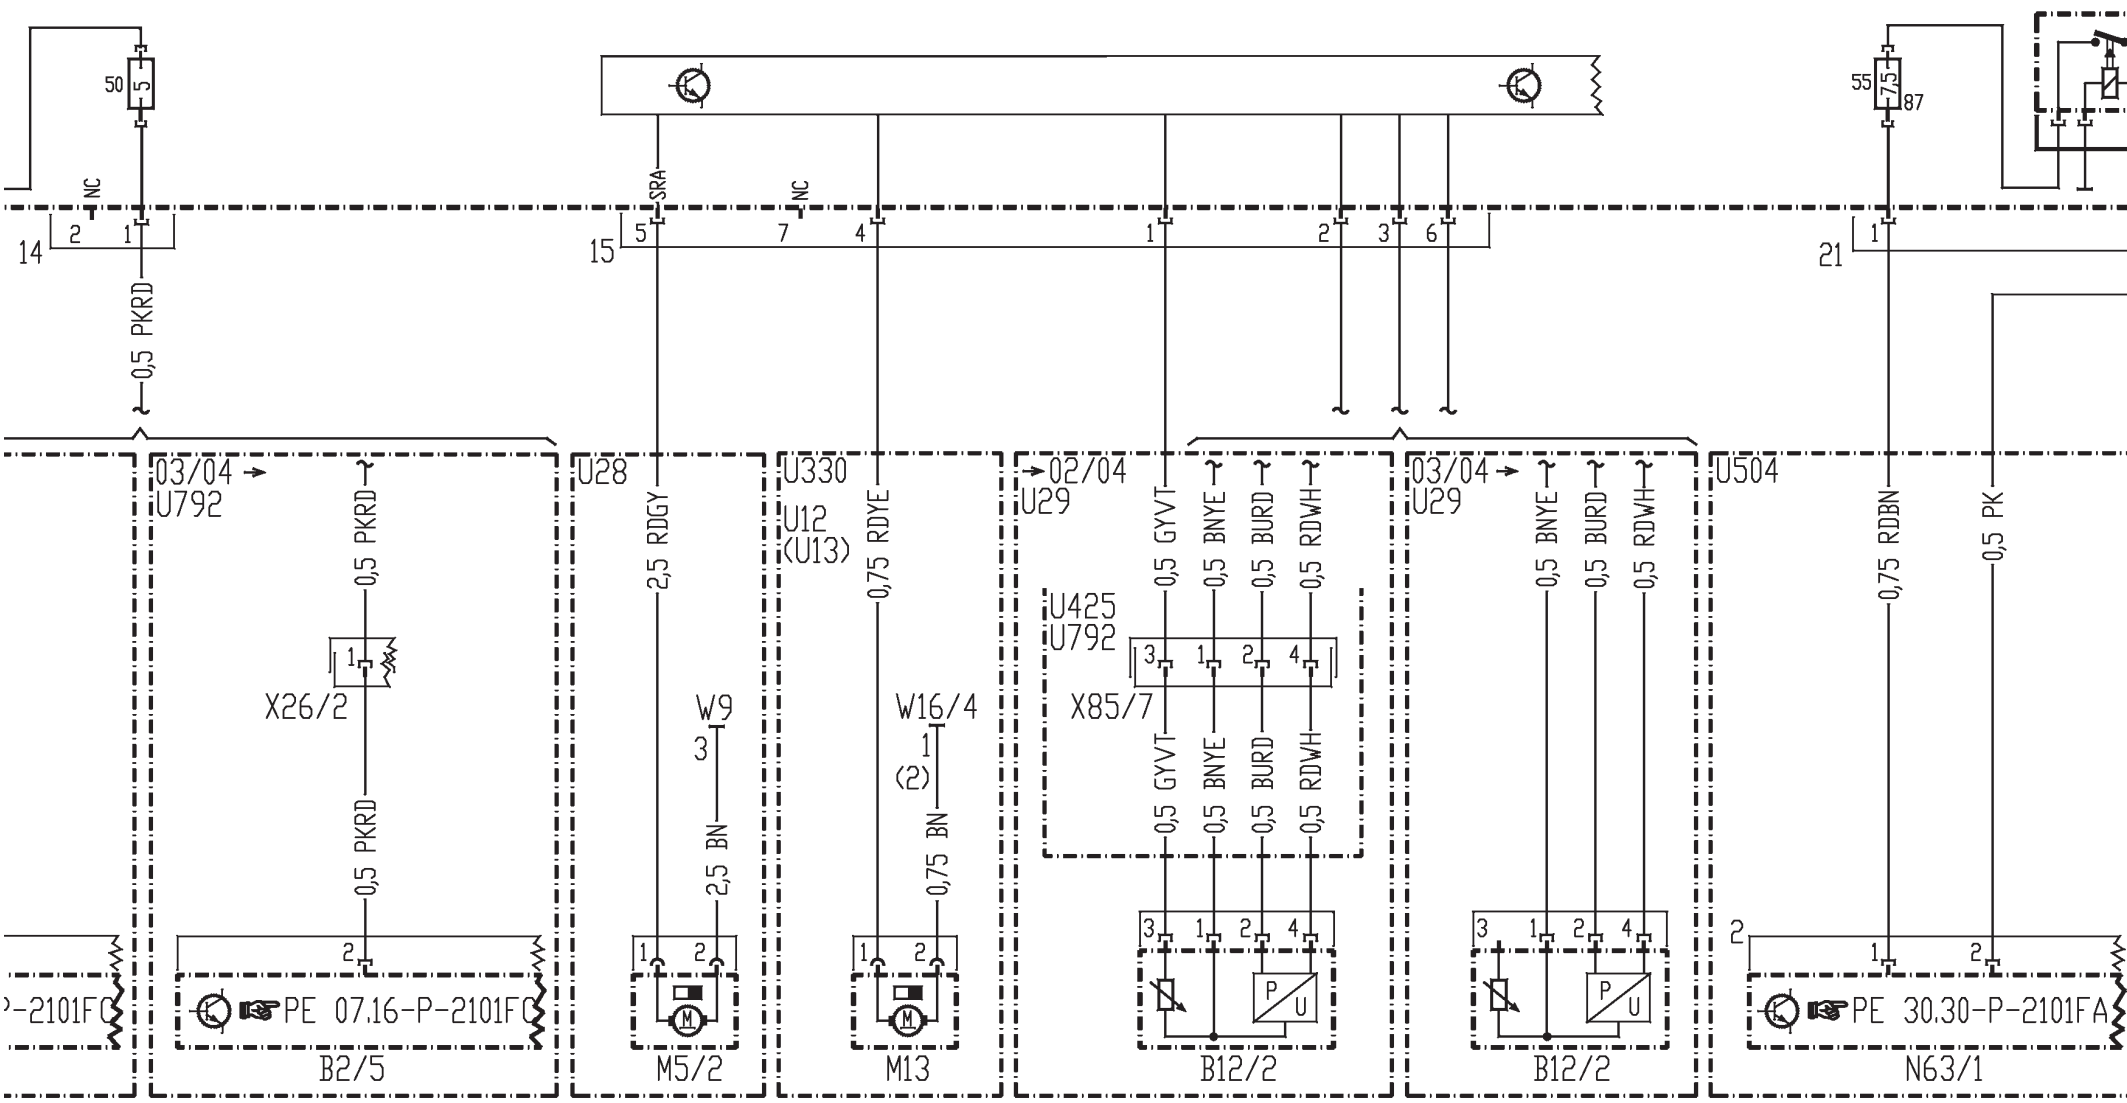 50
5
55
7,5
87
NC
SRA
NC
14
2
1
15
5
7
4
1
2
3
6
21
1
0,5 PKRD
03/04 →
U792
U28
U330
U12
(U13)
→ 02/04
U29
03/04 →
U29
U504
0,5 PKRD
2,5 RDGY
0,75 RDYE
0,5 GYVT
0,5 BNYE
0,5 BURD
0,5 RDWH
0,5 BNYE
0,5 BURD
0,5 RDWH
0,75 RDBN
0,5 PK
U425
U792
1
3
1
2
4
X26/2
W9
3
W16/4
1
(2)
X85/7
0,5 PKRD
2,5 BN
0,75 BN
0,5 GYVT
0,5 BNYE
0,5 BURD
0,5 RDWH
2
1
2
1
2
3
1
2
4
3
1
2
4
2
1
2
P-2101FC
PE 07.16-P-2101FC
M
M
P
U
P
U
PE 30.30-P-2101FA
B2/5
M5/2
M13
B12/2
B12/2
N63/1